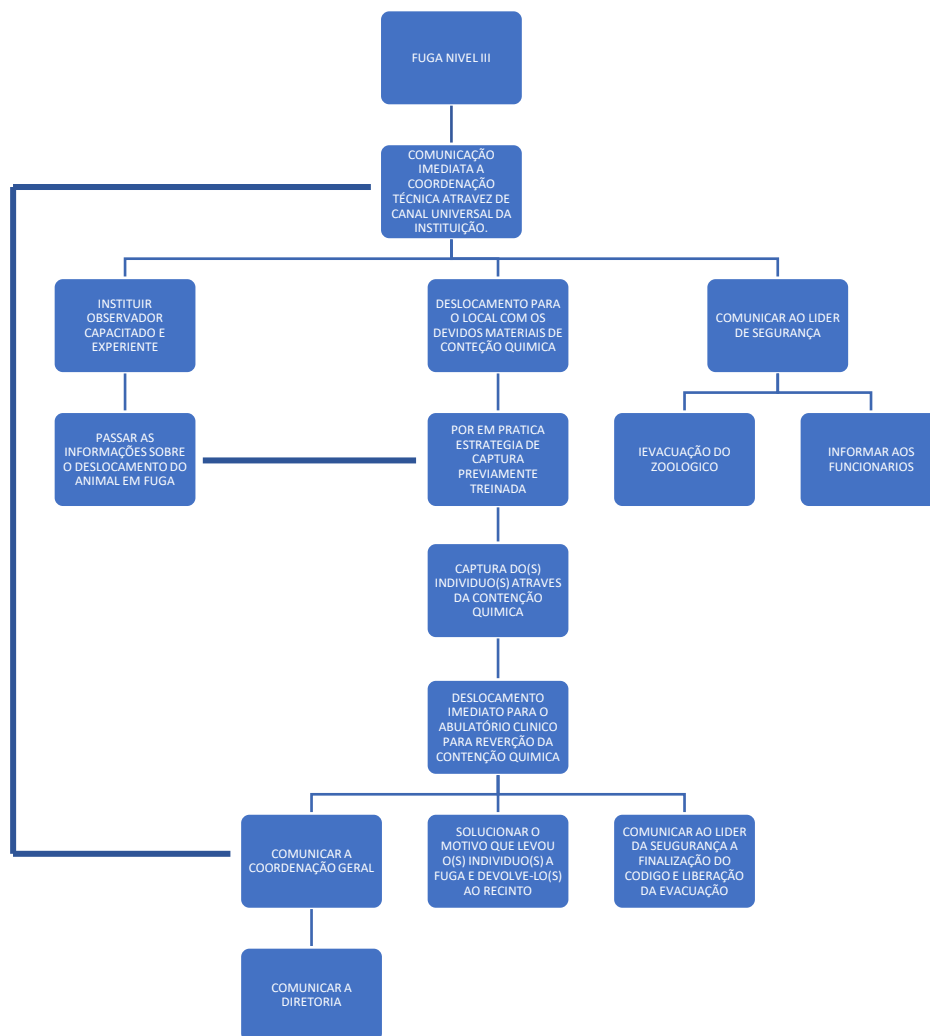 FUGA NIVEL III
COMUNICAÇÃO
IMEDIATA A
COORDENAÇÃO
TÉCNICA ATRAVEZ DE
CANAL UNIVERSAL DA
INSTITUIÇÃO.
INSTITUIR
OBSERVADOR
CAPACITADO E
EXPERIENTE
DESLOCAMENTO PARA
O LOCAL COM OS
DEVIDOS MATERIAIS DE
CONTEÇÃO QUIMICA
COMUNICAR AO LIDER
DE SEGURANÇA
PASSAR AS
INFORMAÇÕES SOBRE
O DESLOCAMENTO DO
ANIMAL EM FUGA
POR EM PRATICA
ESTRATEGIA DE
CAPTURA
PREVIAMENTE
TREINADA
IEVACUAÇÃO DO
ZOOLOGICO
INFORMAR AOS
FUNCIONARIOS
CAPTURA DO(S)
INDIVIDUO(S) ATRAVES
DA CONTENÇÃO
QUIMICA
DESLOCAMENTO
IMEDIATO PARA O
ABULATÓRIO CLINICO
PARA REVERÇÃO DA
CONTENÇÃO QUIMICA
COMUNICAR A
COORDENAÇÃO GERAL
SOLUCIONAR O
MOTIVO QUE LEVOU
O(S) INDIVIDUO(S) A
FUGA E DEVOLVE-LO(S)
AO RECINTO
COMUNICAR AO LIDER
DA SEUGURANÇA A
FINALIZAÇÃO DO
CODIGO E LIBERAÇÃO
DA EVACUAÇÃO
COMUNICAR A
DIRETORIA